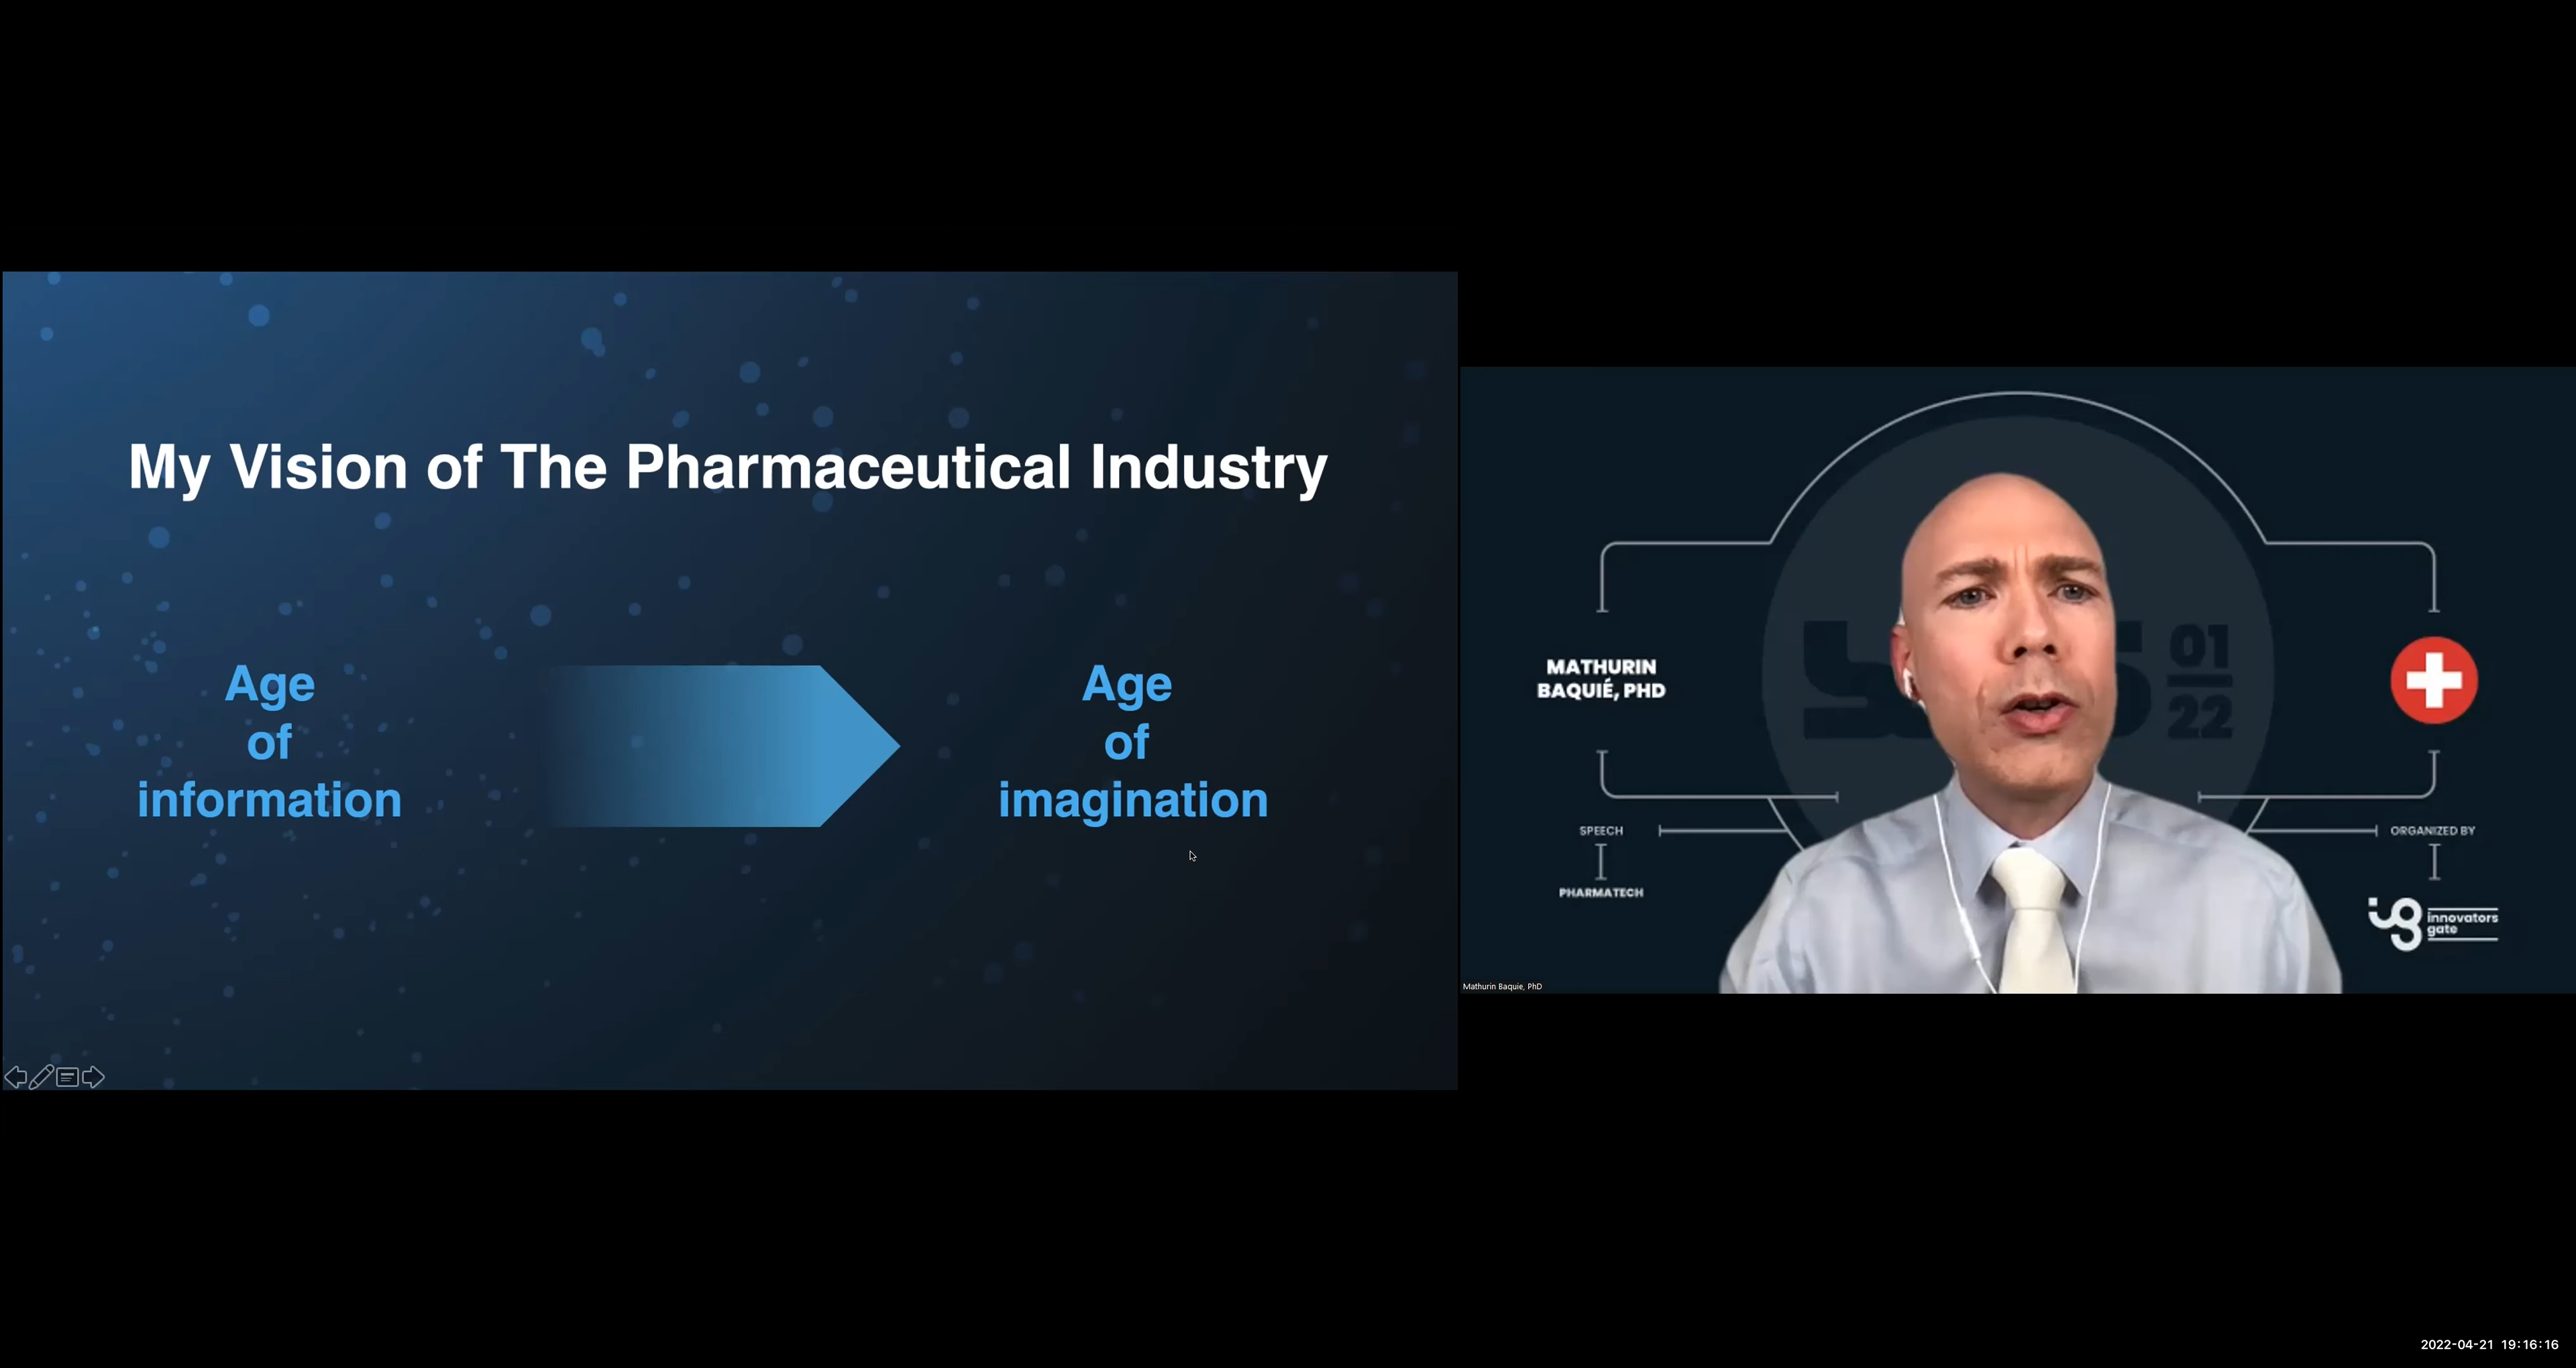 My Vision of The Pharmaceutical Industry
Age
of
information
Age
of
imagination
MATHURIN
BAQUIÉ, PHD
01
22
SPEECH
PHARMATECH
ORGANIZED BY
ig innovators
gate
Mathurin Baquie, PhD
2022-04-21 19:16:16